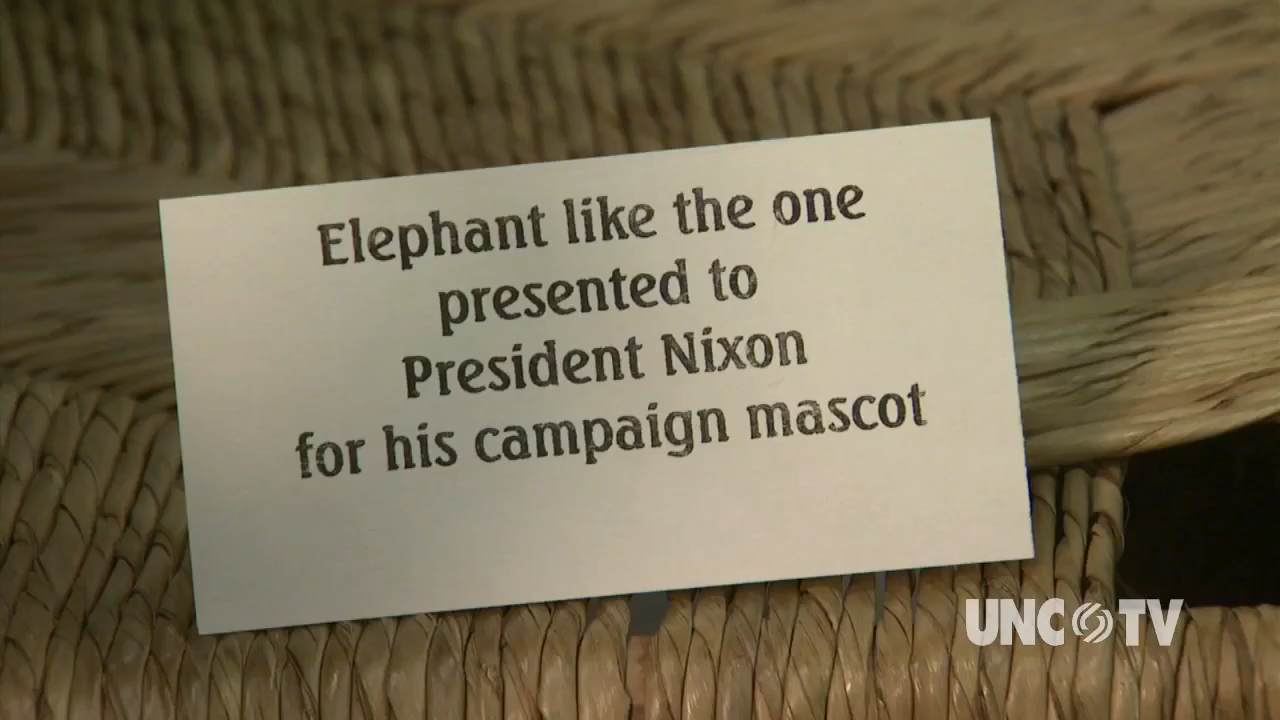 Elephant like the one
presented to
President Nixon
for his campaign mascot
UNC TV